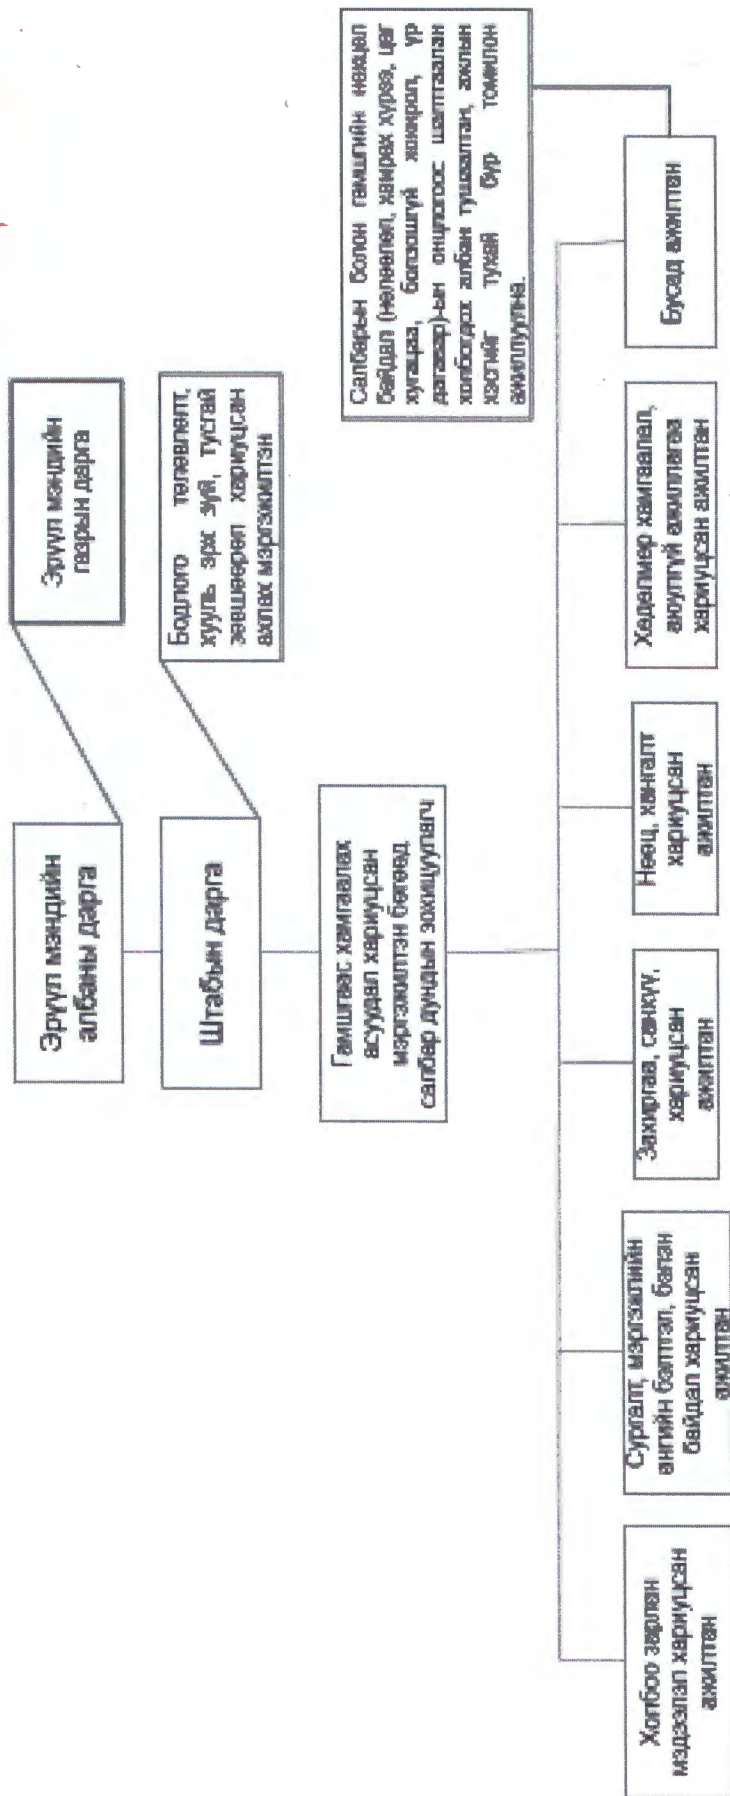 Эрүүл мэндийн
албаны дарга
Эрүүл мэндийн
газрын дарга
Штабын дарга
Бодлого төлөвлөлт,
хууль эрх зүй, тусгай
зөвшөөрөл хариуцсан
ахлах мэргэжилтэн
Гамшгаас хамгаалах
асуудал хариуцсан
мэргэжилтэн бөгөөд
салбар дундын зохицуулагч
Салбарын болон гамшгийн нөхцөл
байдал (нөлөөлөл, хамрах хүрээ, цаг
хугацаа, болзошгүй хохирол, үр
дагавар)-ын онцлогоос шалтгаалан
холбогдох албан тушаалтан, ажлын
хэсгийг тухай бүр томилон
ажиллуулна.
Холбоо зарлан
мэдээлэл хариуцсан
ажилтан
Сургалт, мэргэжлийн
ангийн бэлтгэл, бэлэн
байдал хариуцсан
ажилтан
Захиргаа, санхүү,
хариуцсан
ажилтан
Нөөц, хангалт
хариуцсан
ажилтан
Хөдөлмөр хамгаалал,
аюулгүй ажиллагаа
хариуцсан ажилтан
Бусад ажилтан